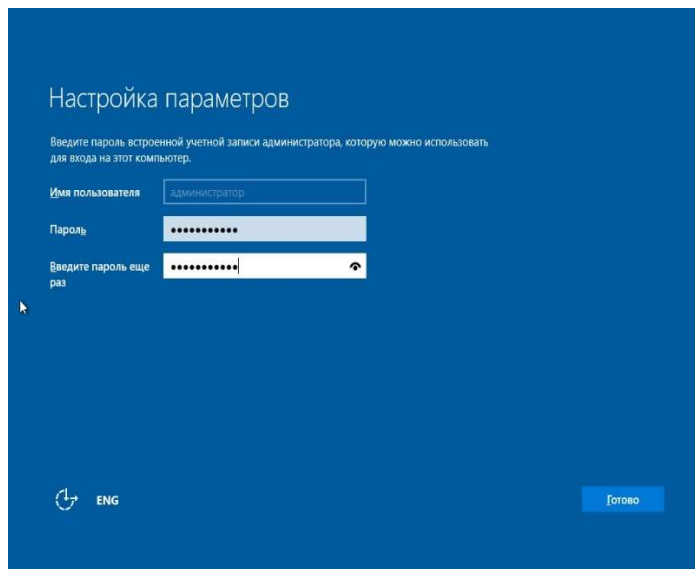 Настройка параметров
Введите пароль встроенной учетной записи администратора, которую можно использовать
для входа на этот компьютер.
Имя пользователя
администратор
Пароль
•••••••••••
Введите пароль еще
раз
•••••••••••
ENG
Готово